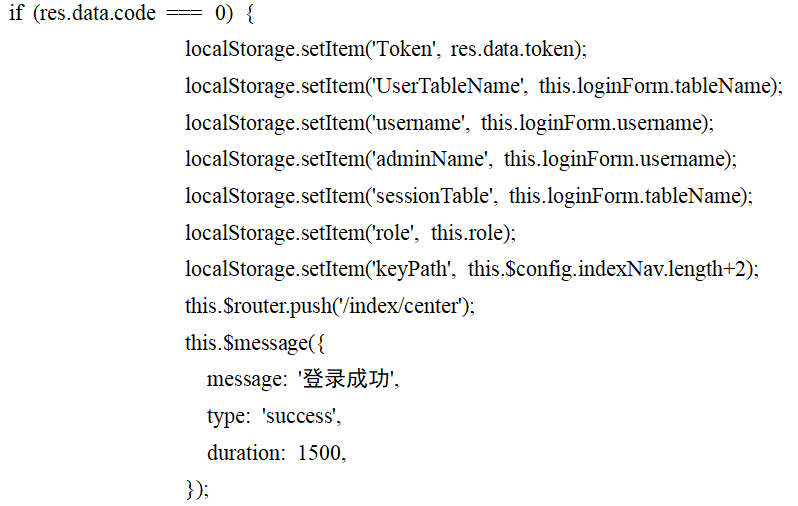 if (res.data.code === 0) {
localStorage.setItem('Token', res.data.token);
localStorage.setItem('UserTableName', this.loginForm.tableName);
localStorage.setItem('username', this.loginForm.username);
localStorage.setItem('adminName', this.loginForm.username);
localStorage.setItem('sessionTable', this.loginForm.tableName);
localStorage.setItem('role', this.role);
localStorage.setItem('keyPath', this.$config.indexNav.length+2);
this.$router.push('/index/center');
this.$message({
message: '登录成功',
type: 'success',
duration: 1500,
});